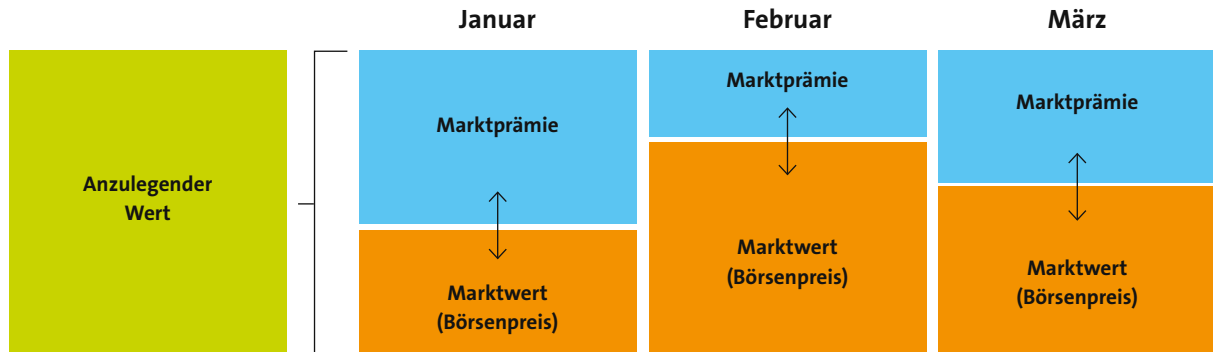 Januar
Februar
März
Anzulegender
Wert
Marktprämie
Marktwert
(Börsenpreis)
Marktprämie
Marktwert
(Börsenpreis)
Marktprämie
Marktwert
(Börsenpreis)